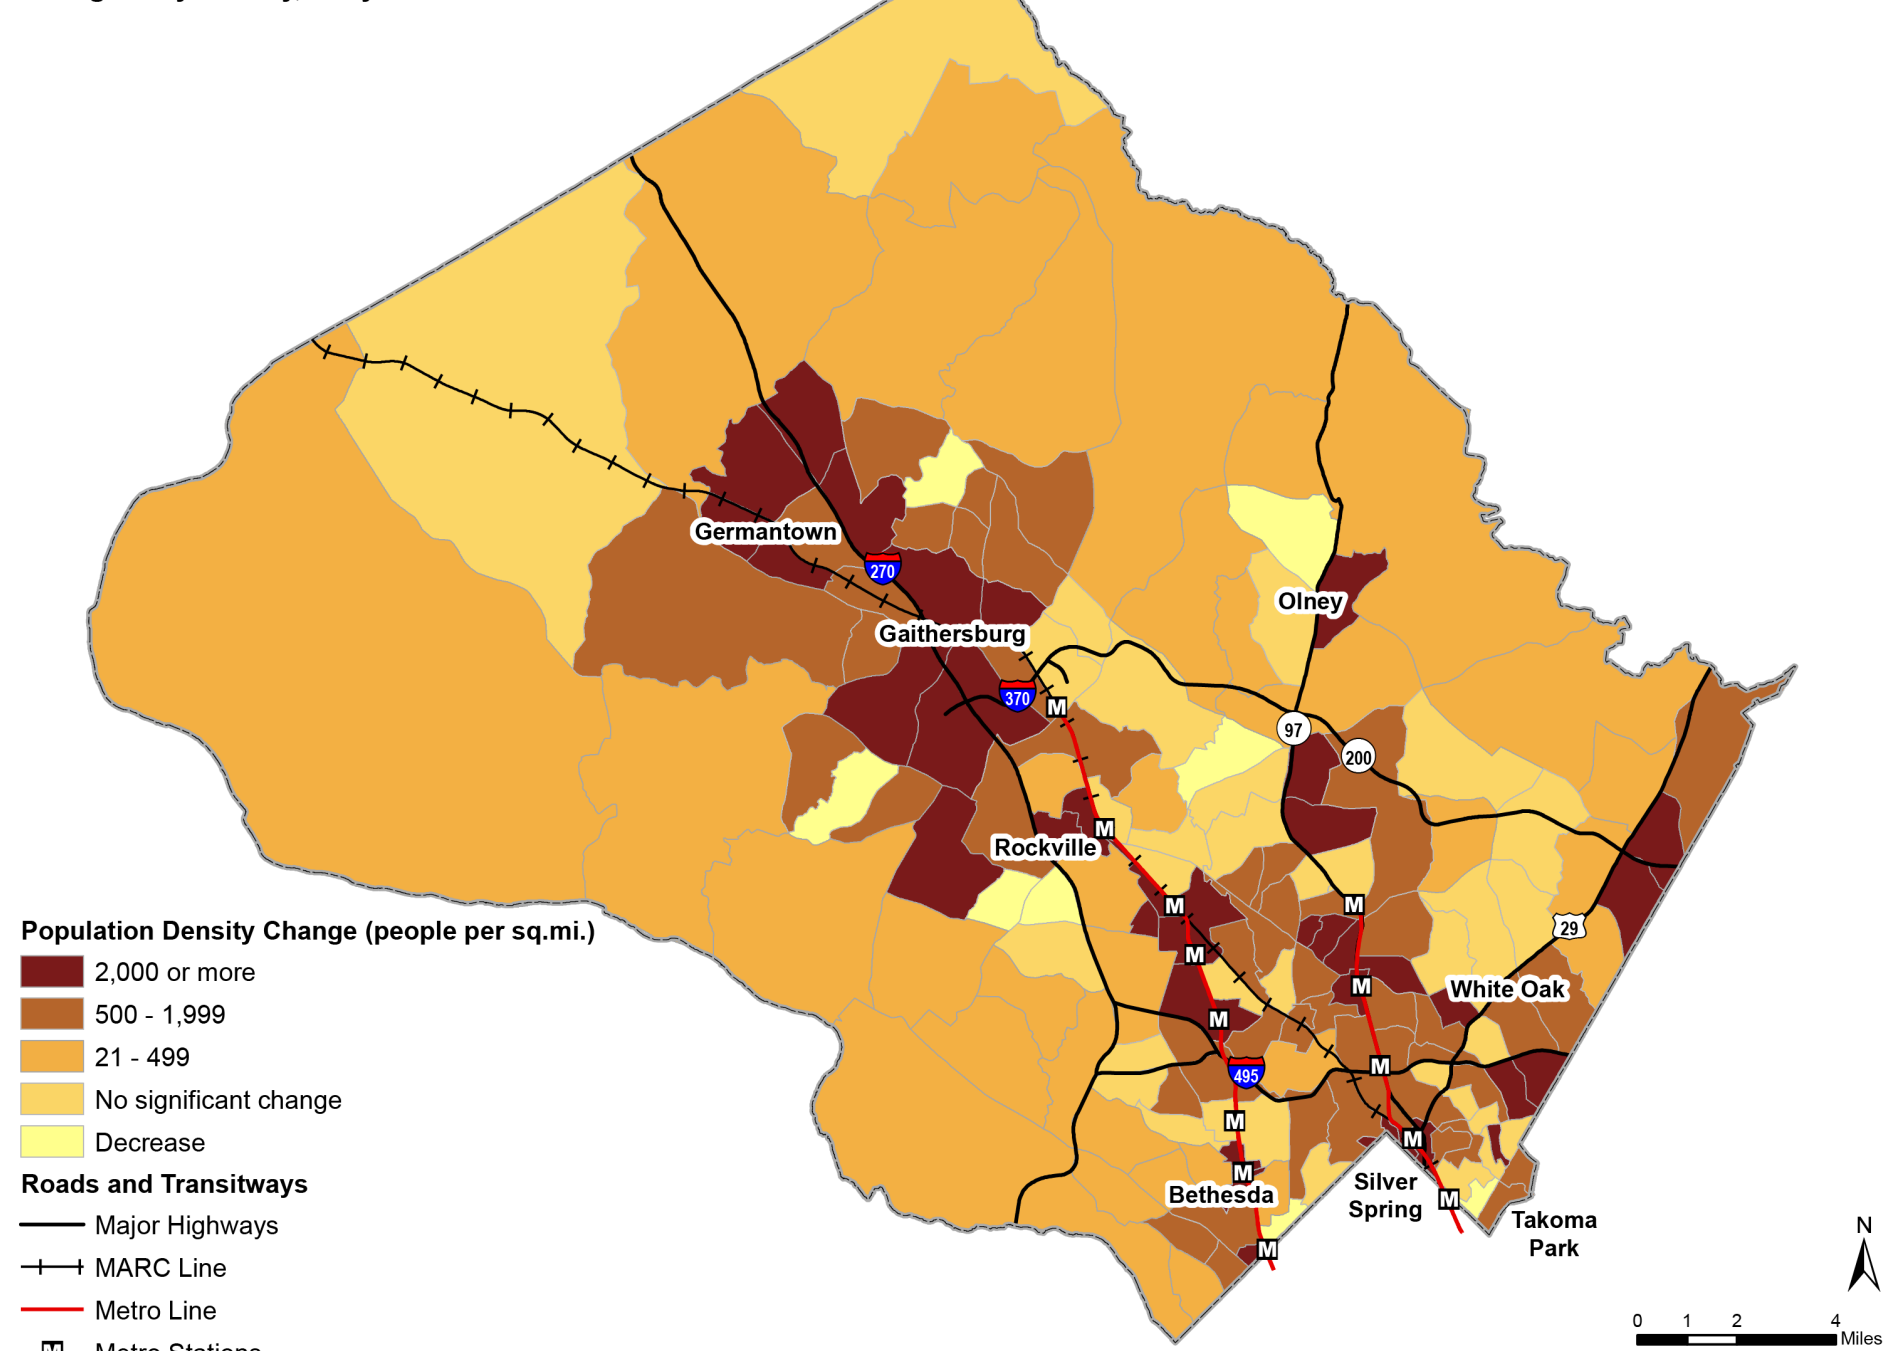 Germantown
270
Olney
Gaithersburg
370
M
97
200
M
Rockville
M
M
29
M
White Oak
M
M
M
495
M
M
M
Bethesda
Silver
Spring
M
Takoma
Park
M
Population Density Change (people per sq.mi.)
2,000 or more
500 - 1,999
21 - 499
No significant change
Decrease
Roads and Transitways
Major Highways
MARC Line
Metro Line
M Metro Stations
N
0 1 2 4
Miles